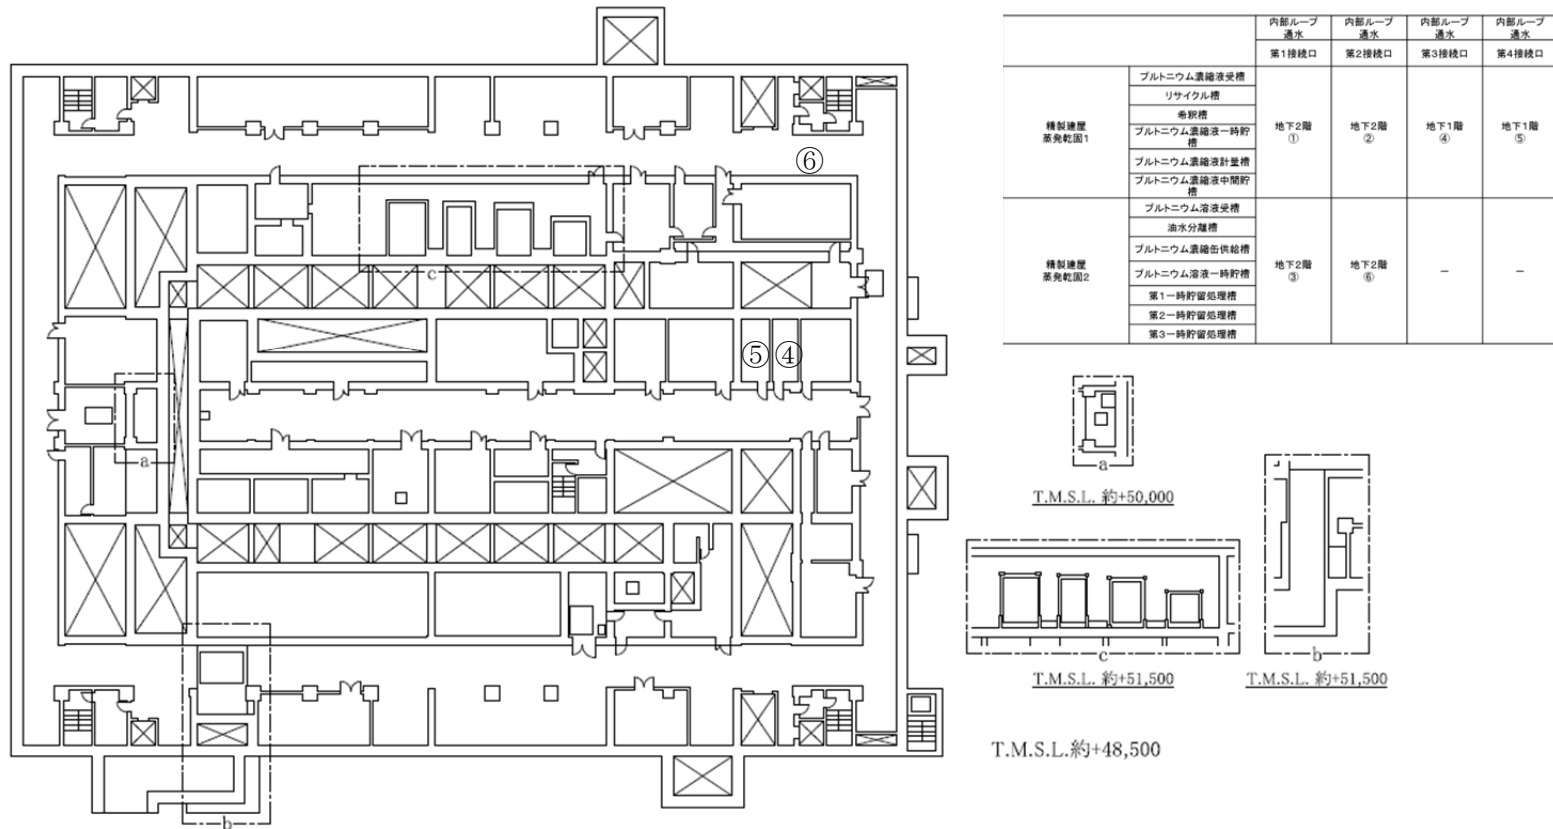 内部ループ
通水
内部ループ
通水
内部ループ
通水
内部ループ
通水
第1接続口
第2接続口
第3接続口
第4接続口
精製建屋
蒸発乾固1
プルトニウム濃縮液受槽
リサイクル槽
希釈槽
プルトニウム濃縮液一時貯
槽
プルトニウム濃縮液計量槽
プルトニウム濃縮液中間貯
槽
地下2階
①
地下2階
②
地下1階
④
地下1階
⑤
精製建屋
蒸発乾固2
プルトニウム溶液受槽
油水分離槽
プルトニウム濃縮缶供給槽
プルトニウム溶液一時貯槽
第1一時貯留処理槽
第2一時貯留処理槽
第3一時貯留処理槽
地下2階
③
地下2階
⑥
－
－
⑥
c
⑤ ④
a
b
a
T.M.S.L. 約+50,000
c
T.M.S.L. 約+51,500
b
T.M.S.L. 約+51,500
T.M.S.L.約+48,500